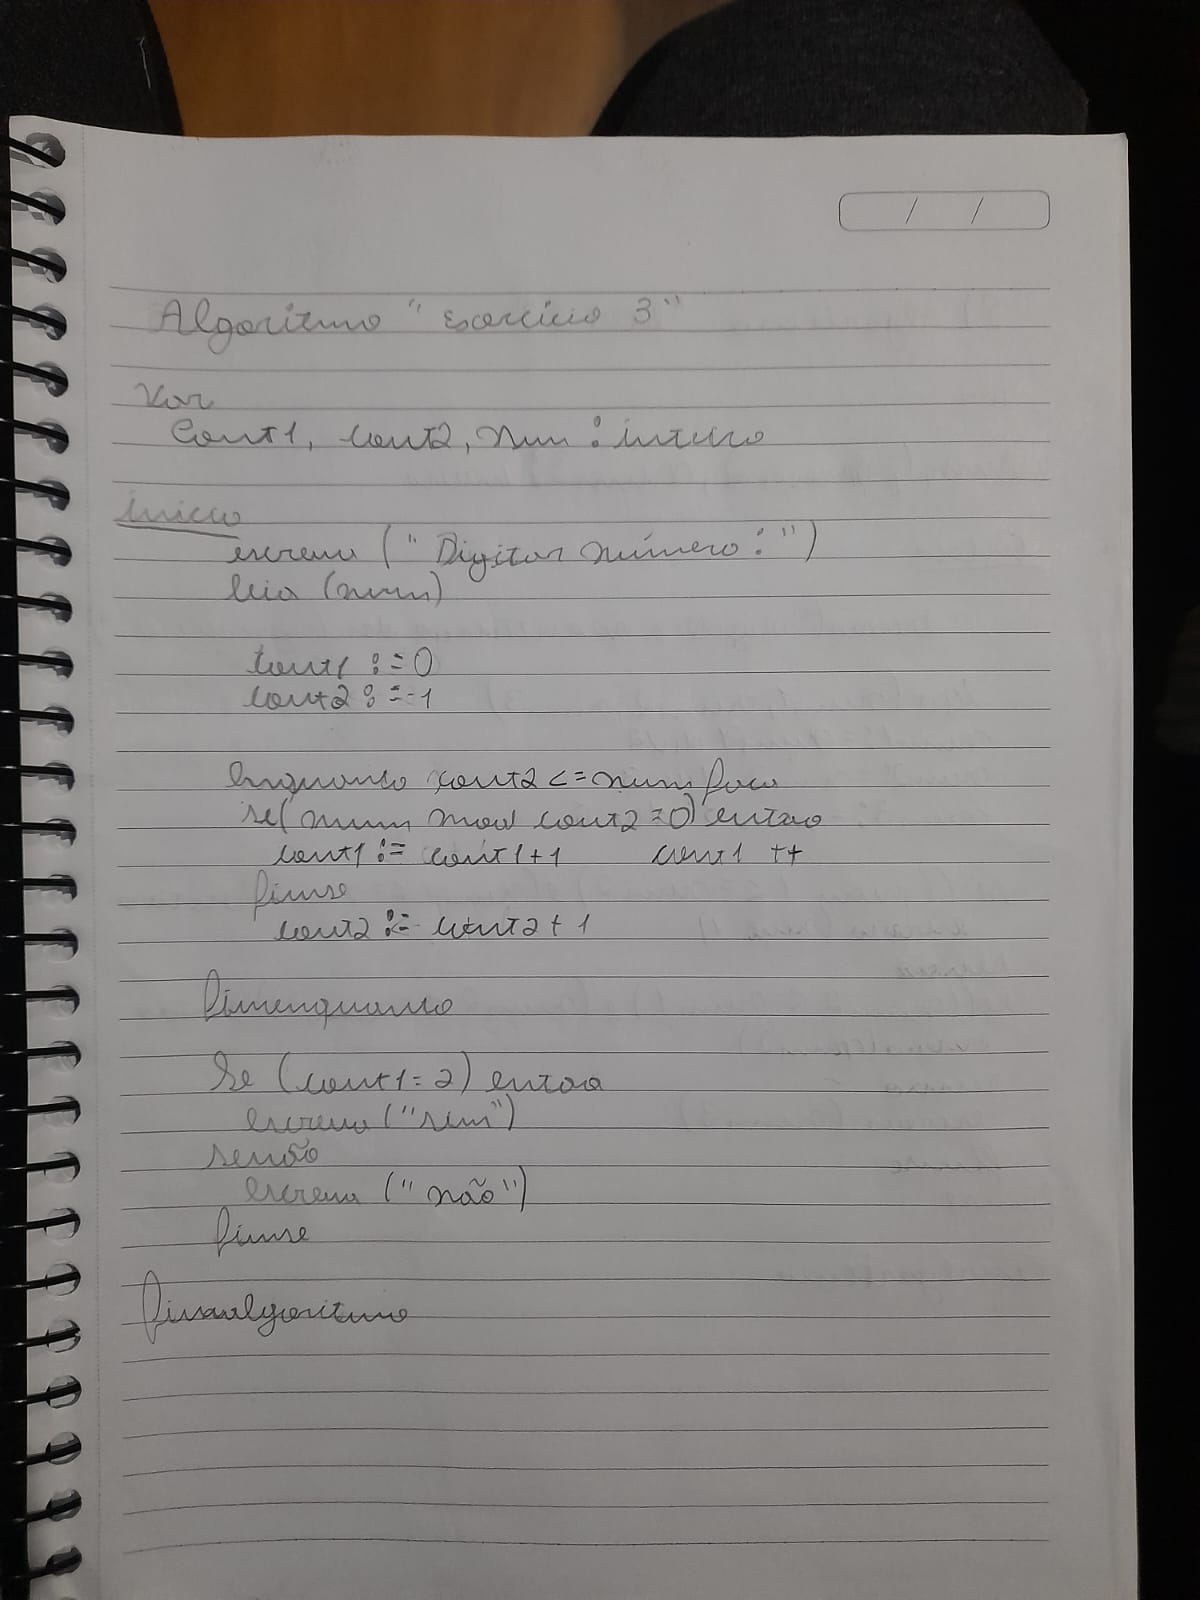 / /
Algoritmo "Exercicio 3"
Var
Cont1, cont2, num : inteiro
inicio
escreva ("Digitar número:")
leia (num)
cont1 := 0
cont2 := -1
enquanto cont2 <= num faca
se( num mod cont2 = 0) entao
cont1 := cont1 + 1 cont1 ++
fimse
cont2 := cont2 + 1
fimenquanto
Se (cont1 = 2) entao
escreva ("sim")
senão
escreva ("não")
fimse
fimalgoritmo